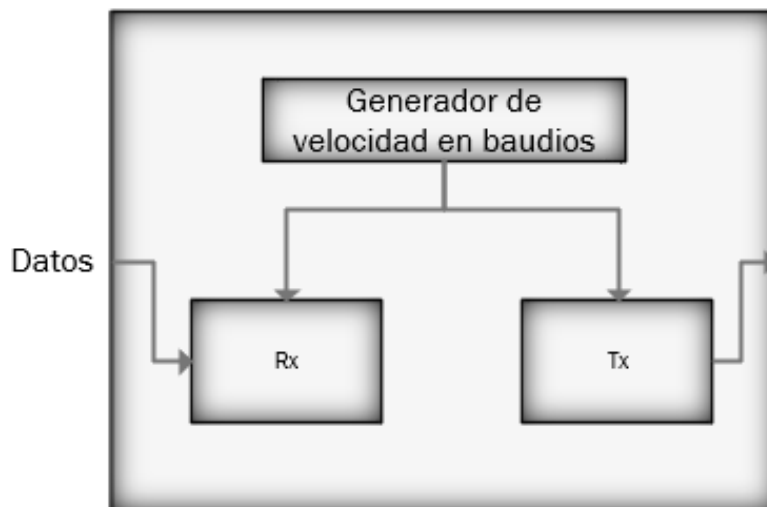 Generador de
velocidad en baudios
Datos
Rx
Tx